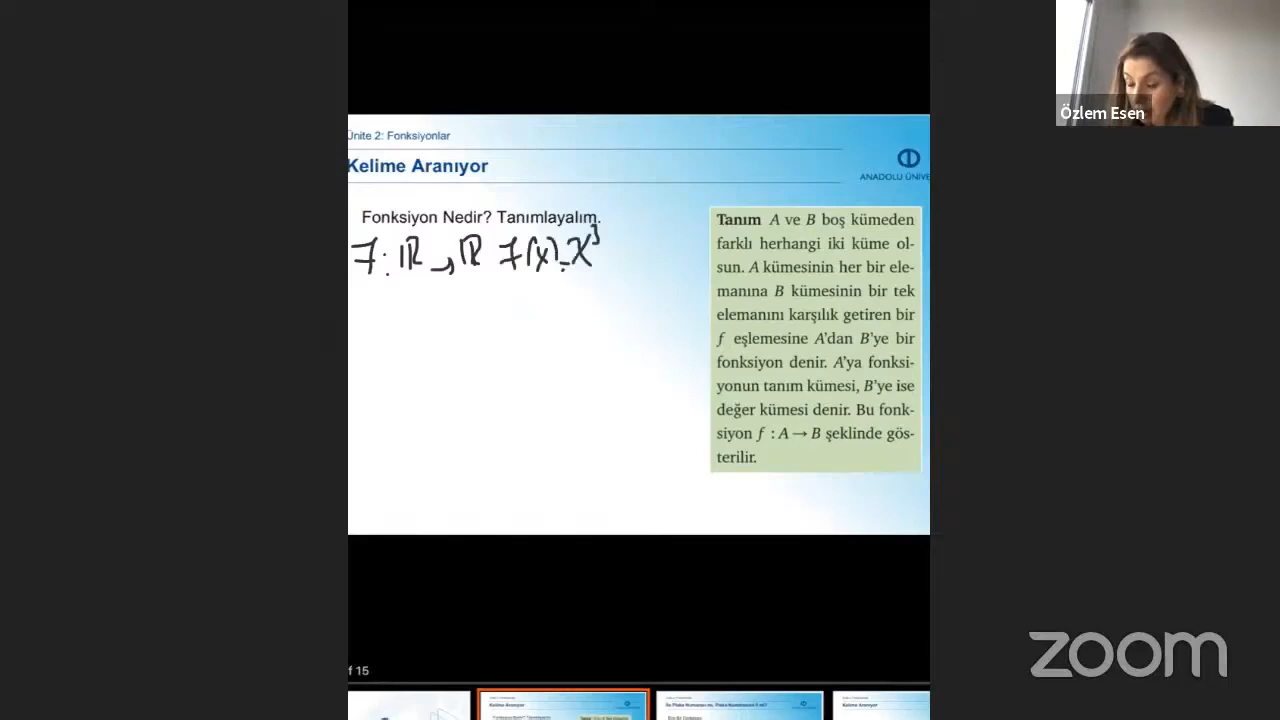 Özlem Esen
Ünite 2: Fonksiyonlar
Kelime Aranıyor
ANADOLU ÜNİVE
Fonksiyon Nedir? Tanımlayalım.
f: ℝ → ℝ f(x)=x³
Tanım A ve B boş kümeden
farklı herhangi iki küme ol-
sun. A kümesinin her bir ele-
manına B kümesinin bir tek
elemanını karşılık getiren bir
f eşlemesine A’dan B’ye bir
fonksiyon denir. A’ya fonksi-
yonun tanım kümesi, B’ye ise
değer kümesi denir. Bu fonk-
siyon f : A → B şeklinde gös-
terilir.
zoom
f 15
Kelime Aranıyor
Kelime Aranıyor